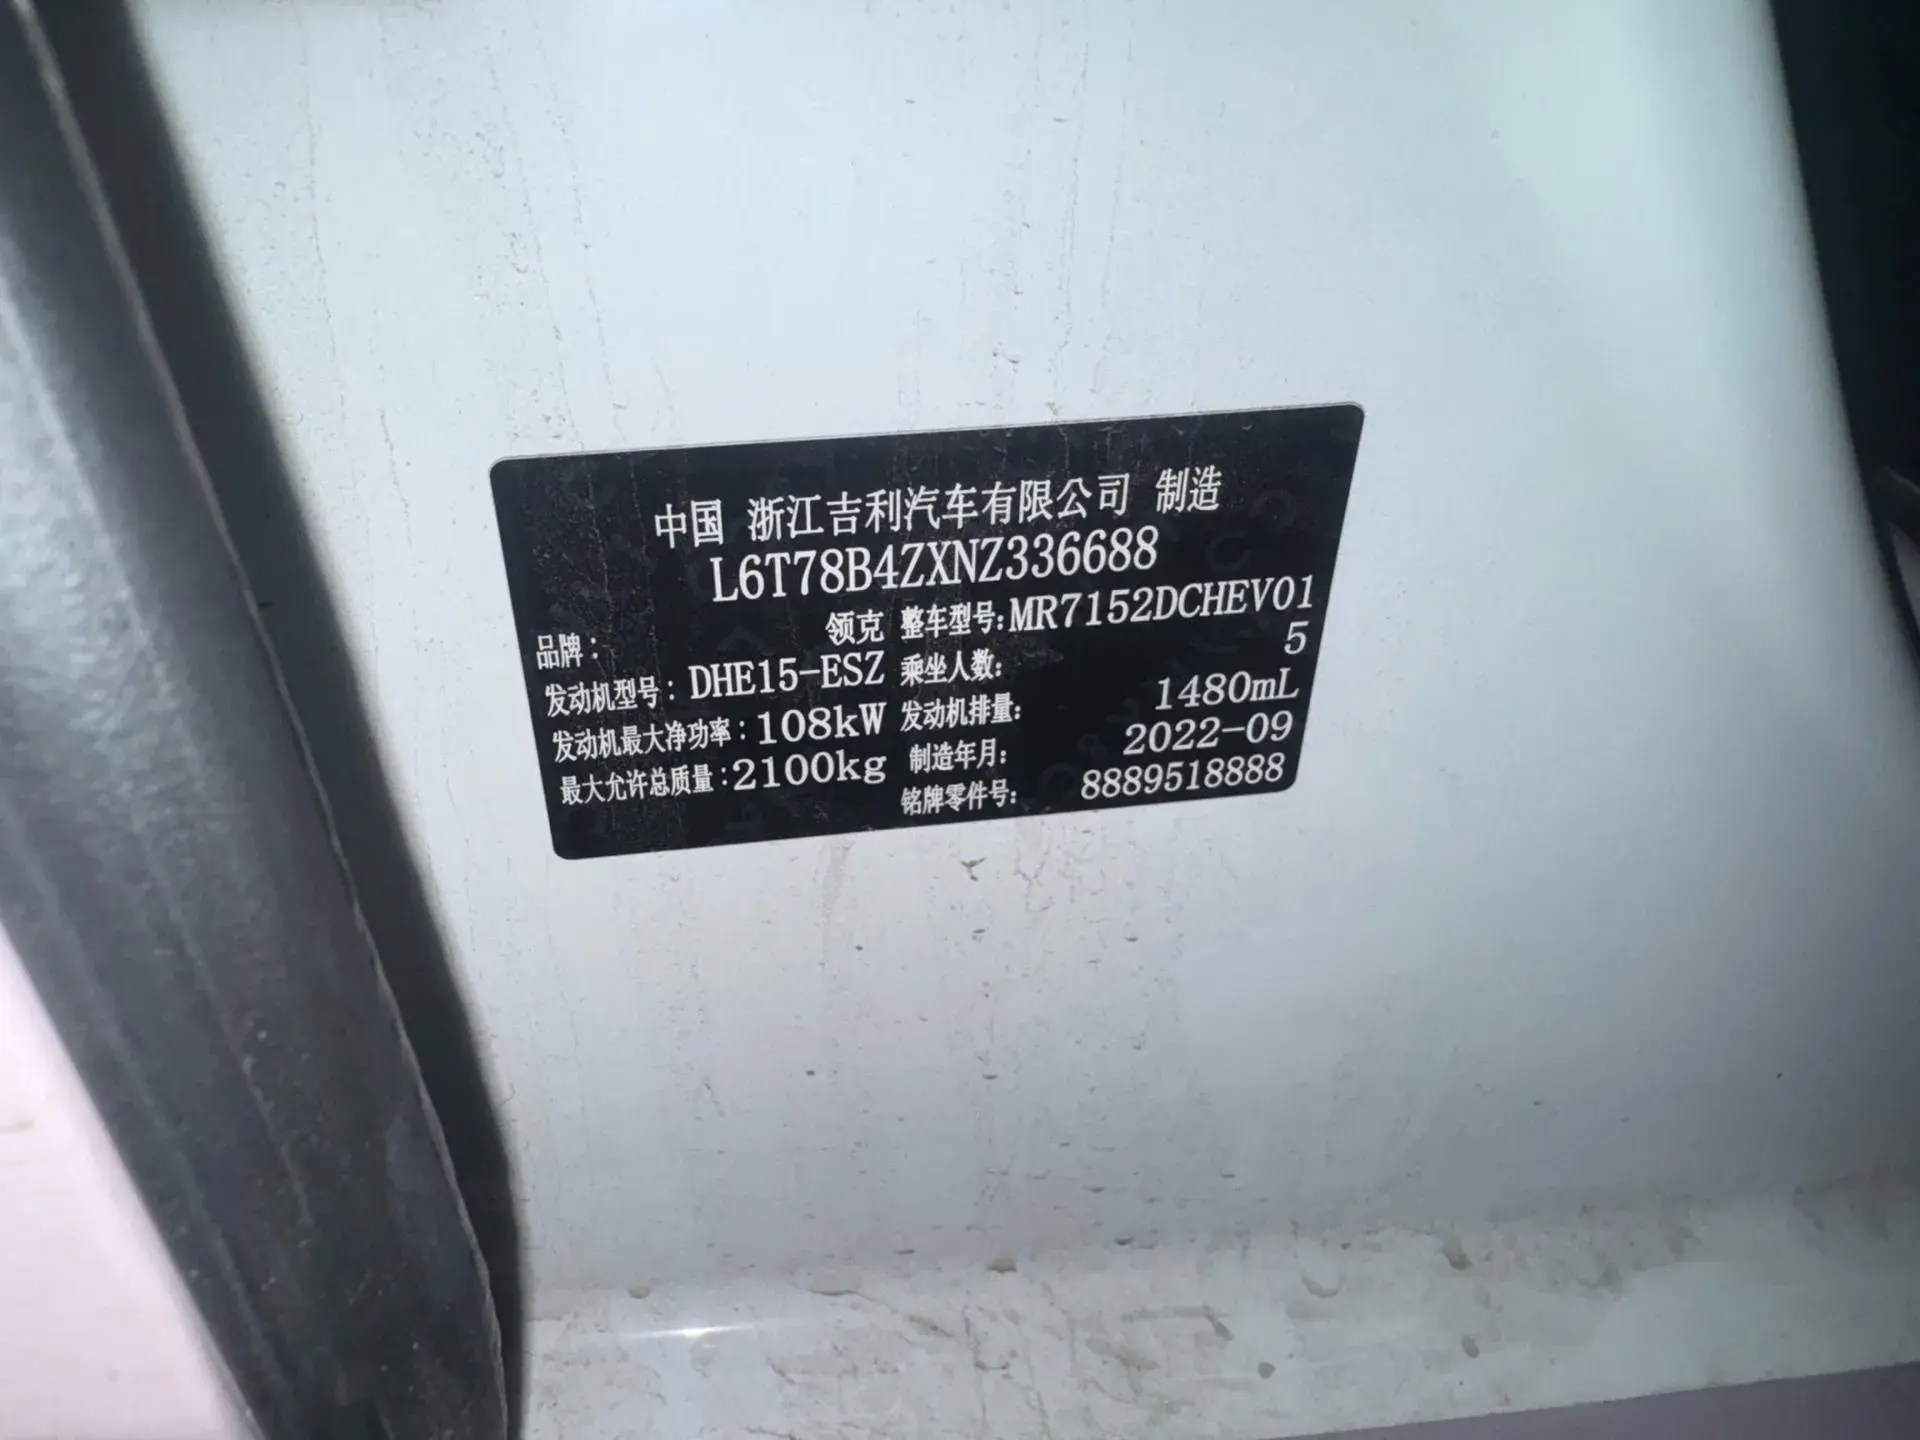 中国 浙江吉利汽车有限公司 制造
L6T78B4ZXNZ336688
品牌： 领克 整车型号：MR7152DCHEV01
发动机型号：DHE15-ESZ 乘坐人数： 5
发动机最大净功率：108kW 发动机排量： 1480mL
最大允许总质量：2100kg 制造年月： 2022-09
铭牌零件号： 8889518888